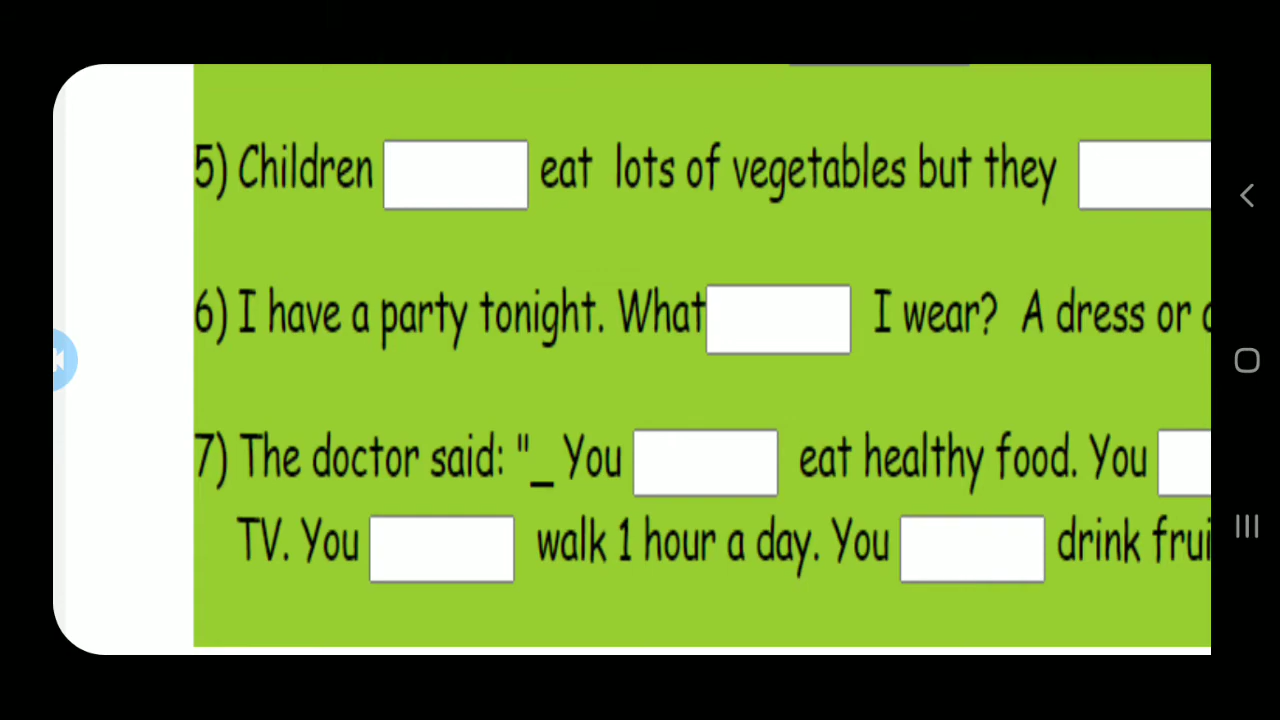 5) Children eat lots of vegetables but they
6) I have a party tonight. What I wear? A dress or
7) The doctor said: "_ You eat healthy food. You
TV. You walk 1 hour a day. You drink